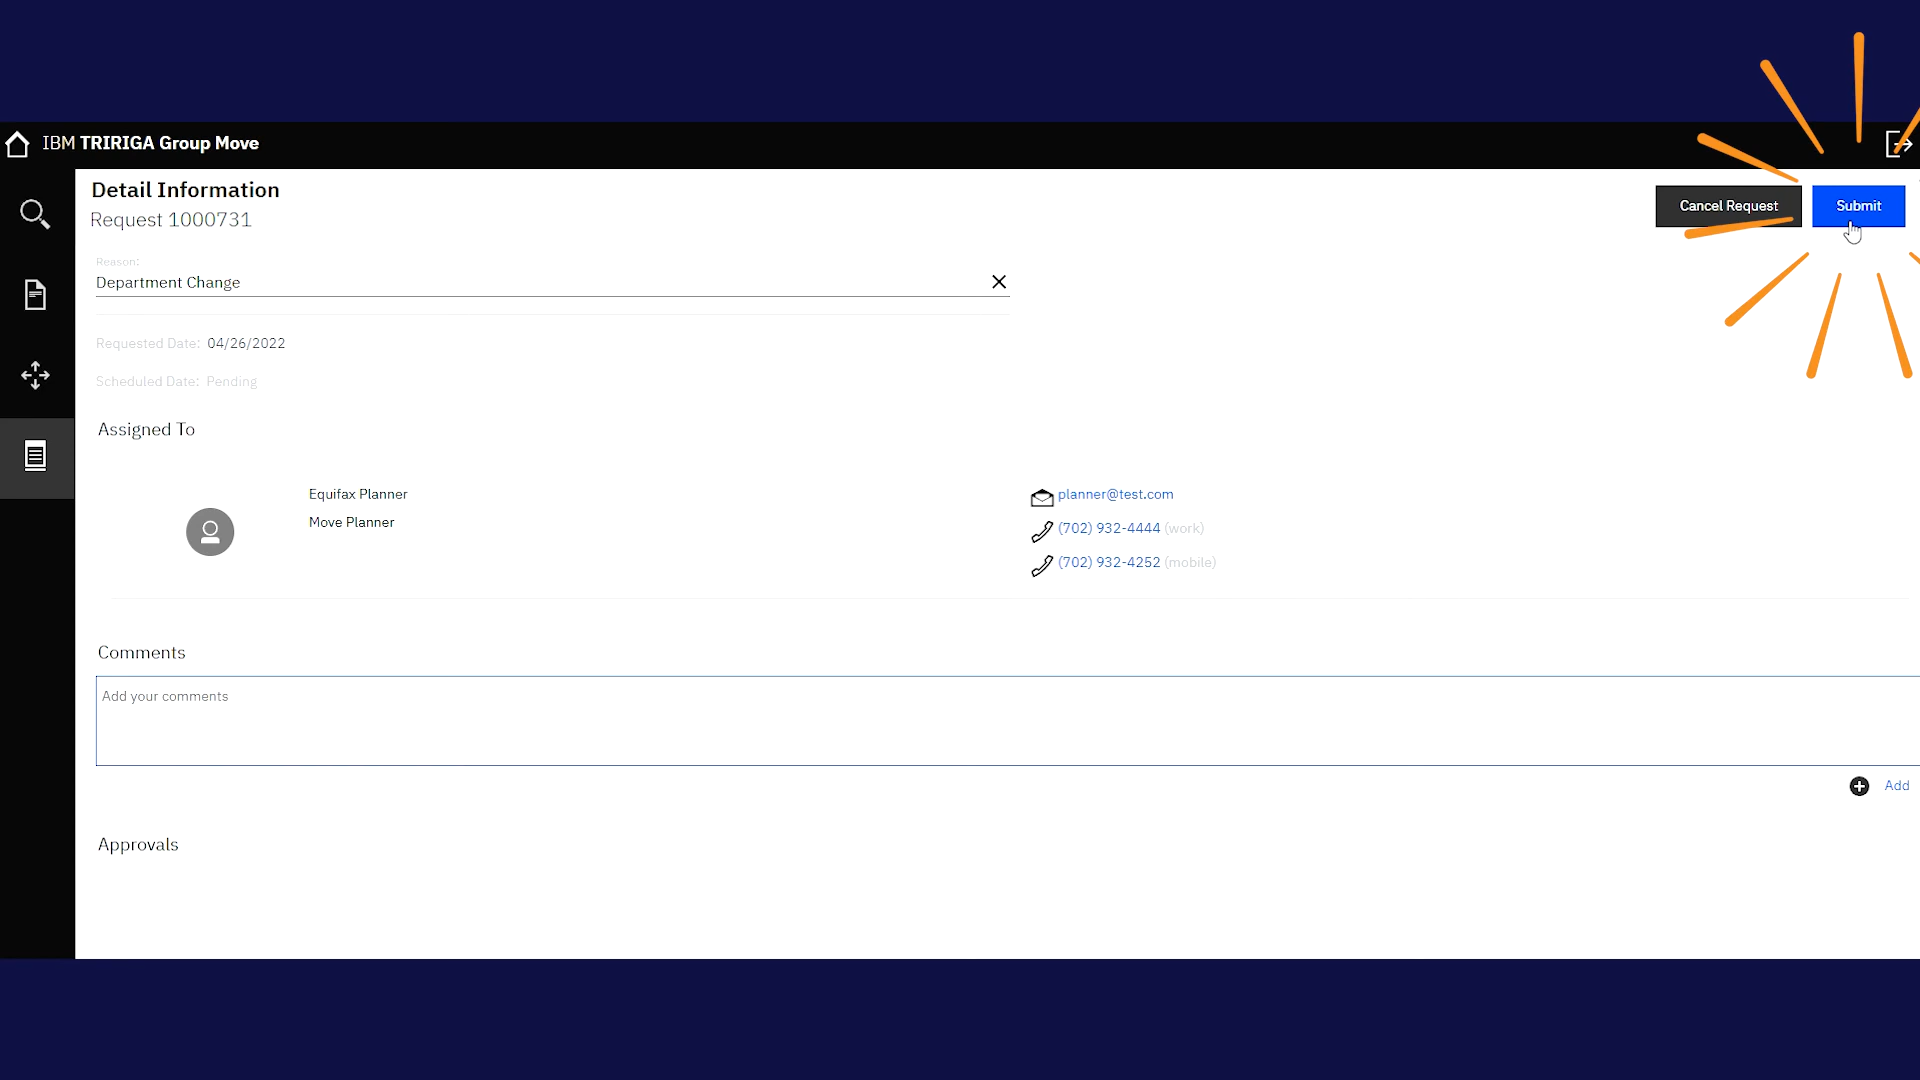 IBM TRIRIGA Group Move
Detail Information
Request 1000731
Cancel Request
Submit
Reason:
Department Change
Requested Date: 04/26/2022
Scheduled Date: Pending
Assigned To
Equifax Planner
Move Planner
planner@test.com
(702) 932-4444 (work)
(702) 932-4252 (mobile)
Comments
Add your comments
Add
Approvals